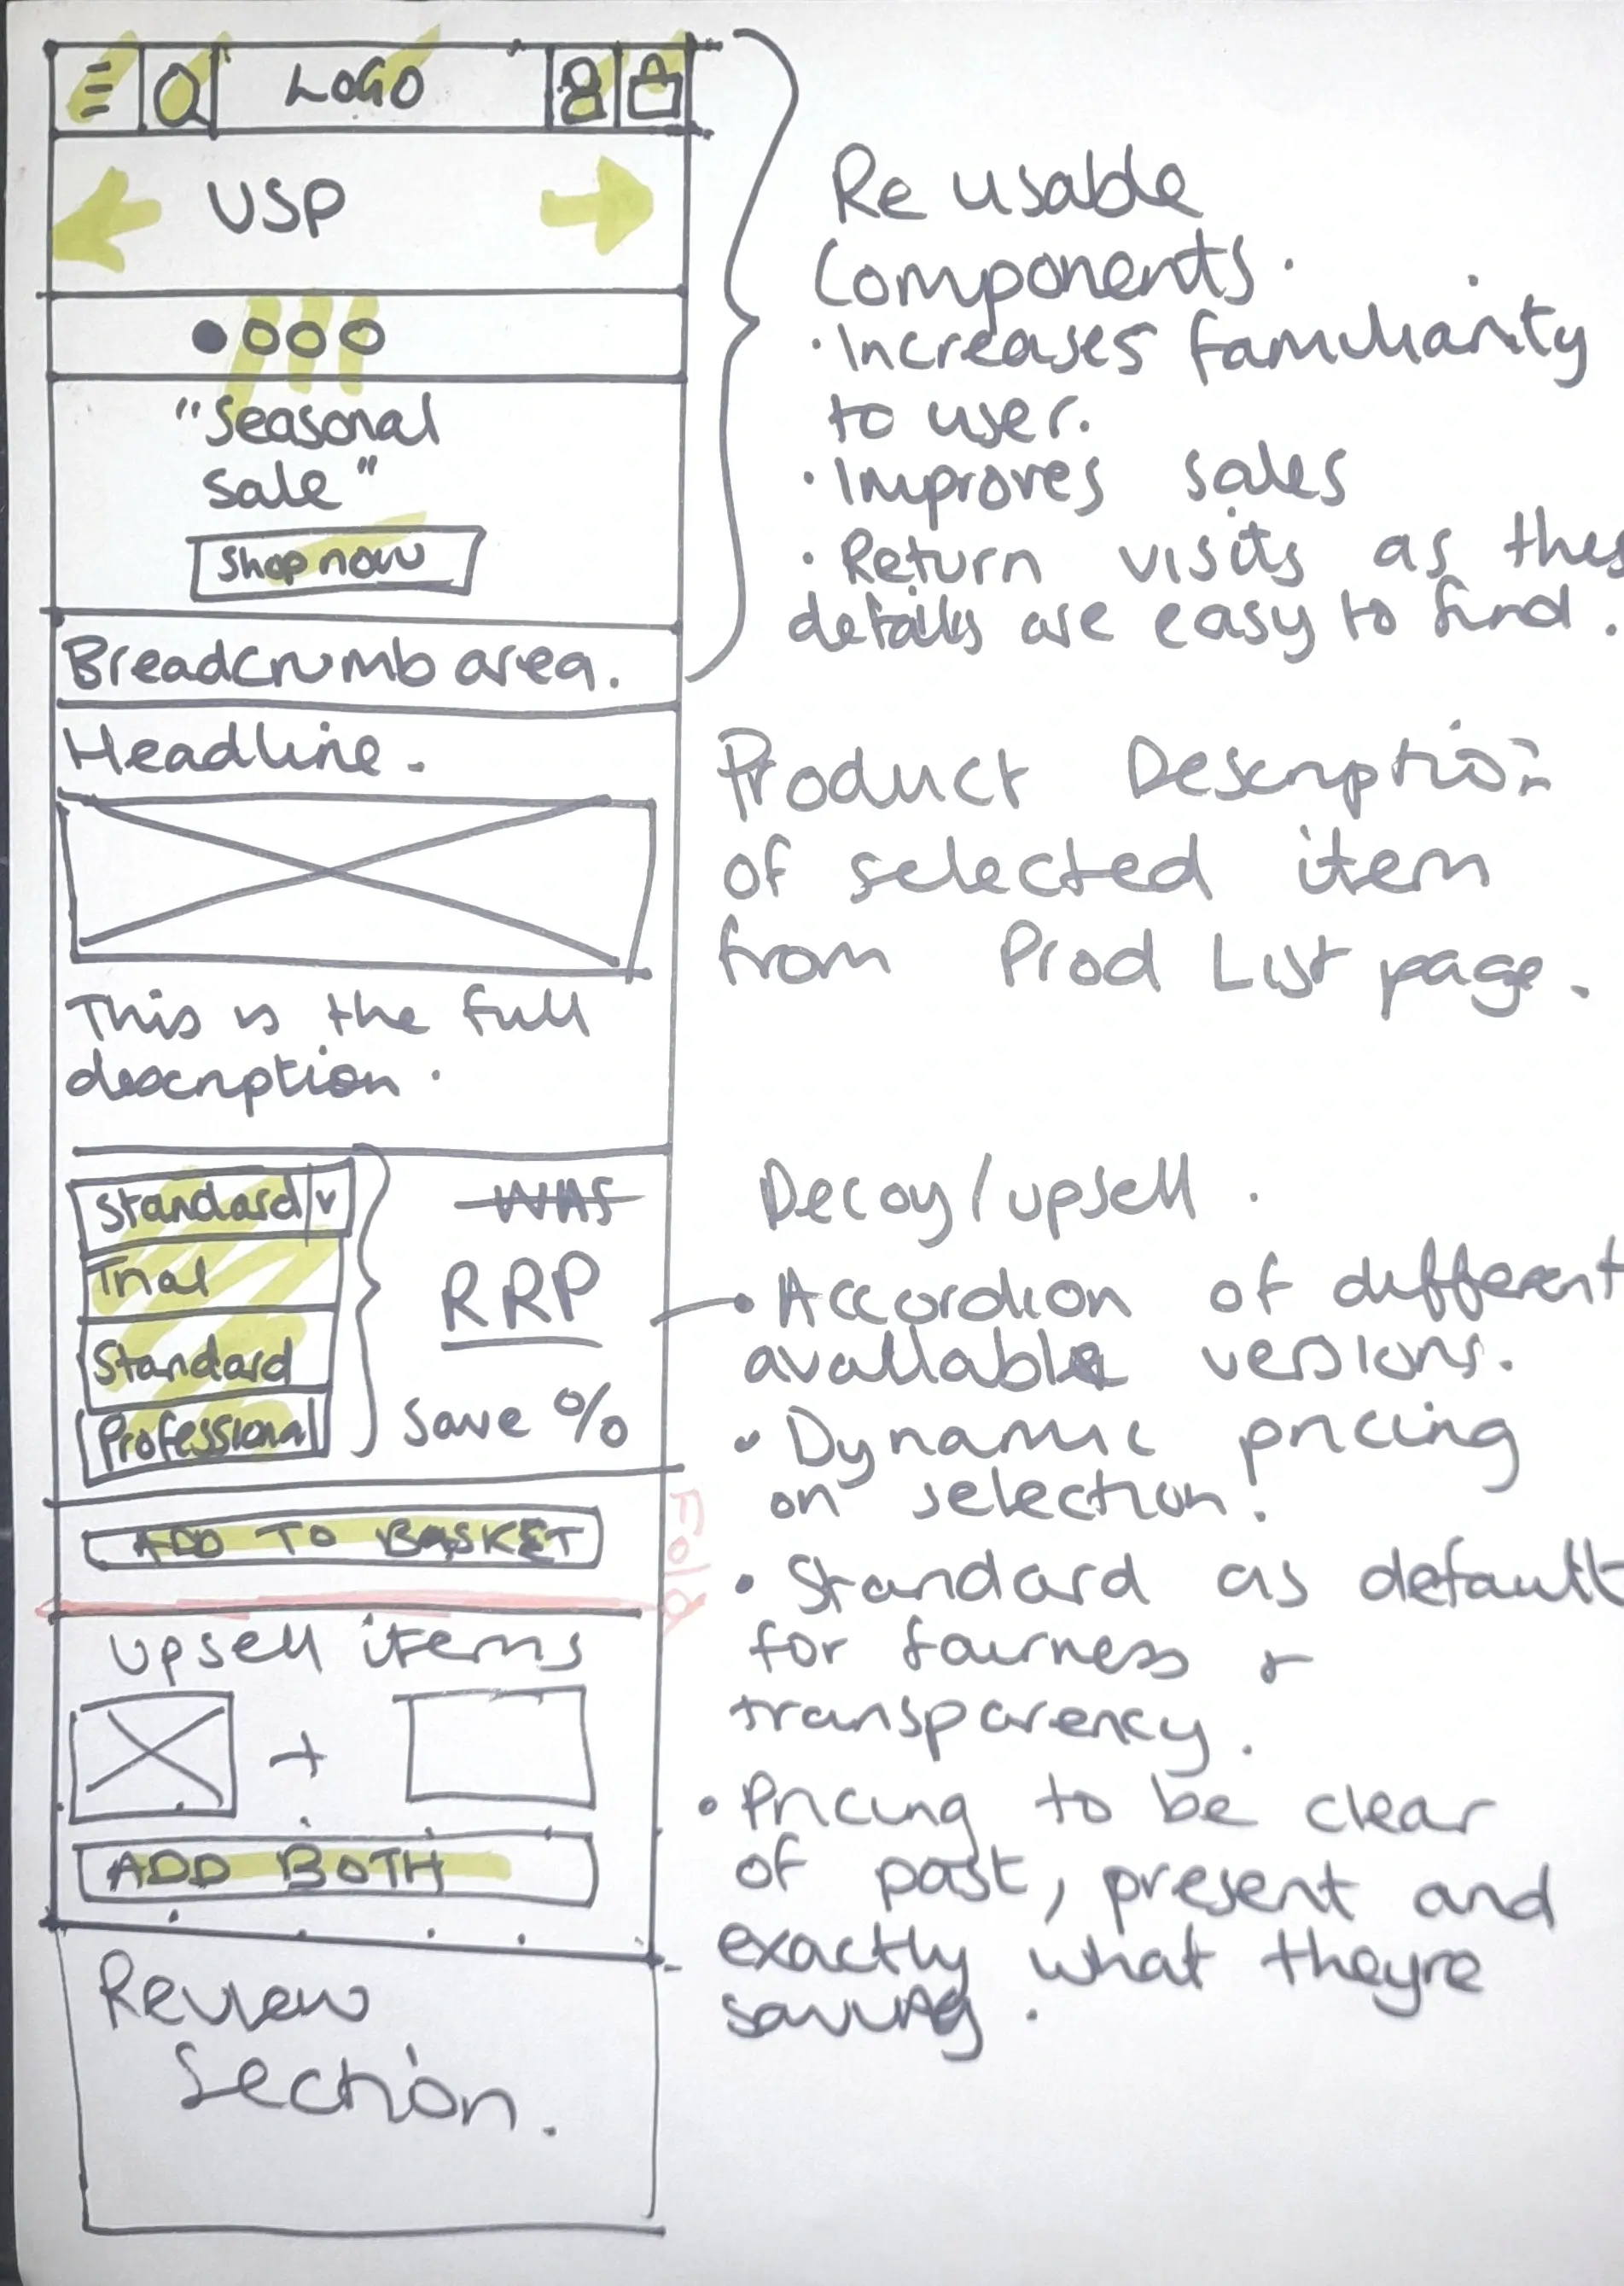 LOGO
USP
"Seasonal
sale"
Shop now
Breadcrumb area.
Headline.
This is the full
description.
Standard v
Trial
Standard
Professional
WAS
RRP
Save %
ADD TO BASKET
Fold
Upsell items
+
ADD BOTH
Review
Section.
Re usable
Components.
• Increases familiarity
to user.
• Improves sales
• Return visits as thes
details are easy to find.
Product Description
of selected item
from Prod List page.
Decoy/upsell.
• Accordion of different
available versions.
• Dynamic pricing
on selection.
• Standard as default
for fairness &
transparency.
• Pricing to be clear
of past, present and
exactly what theyre
saving.